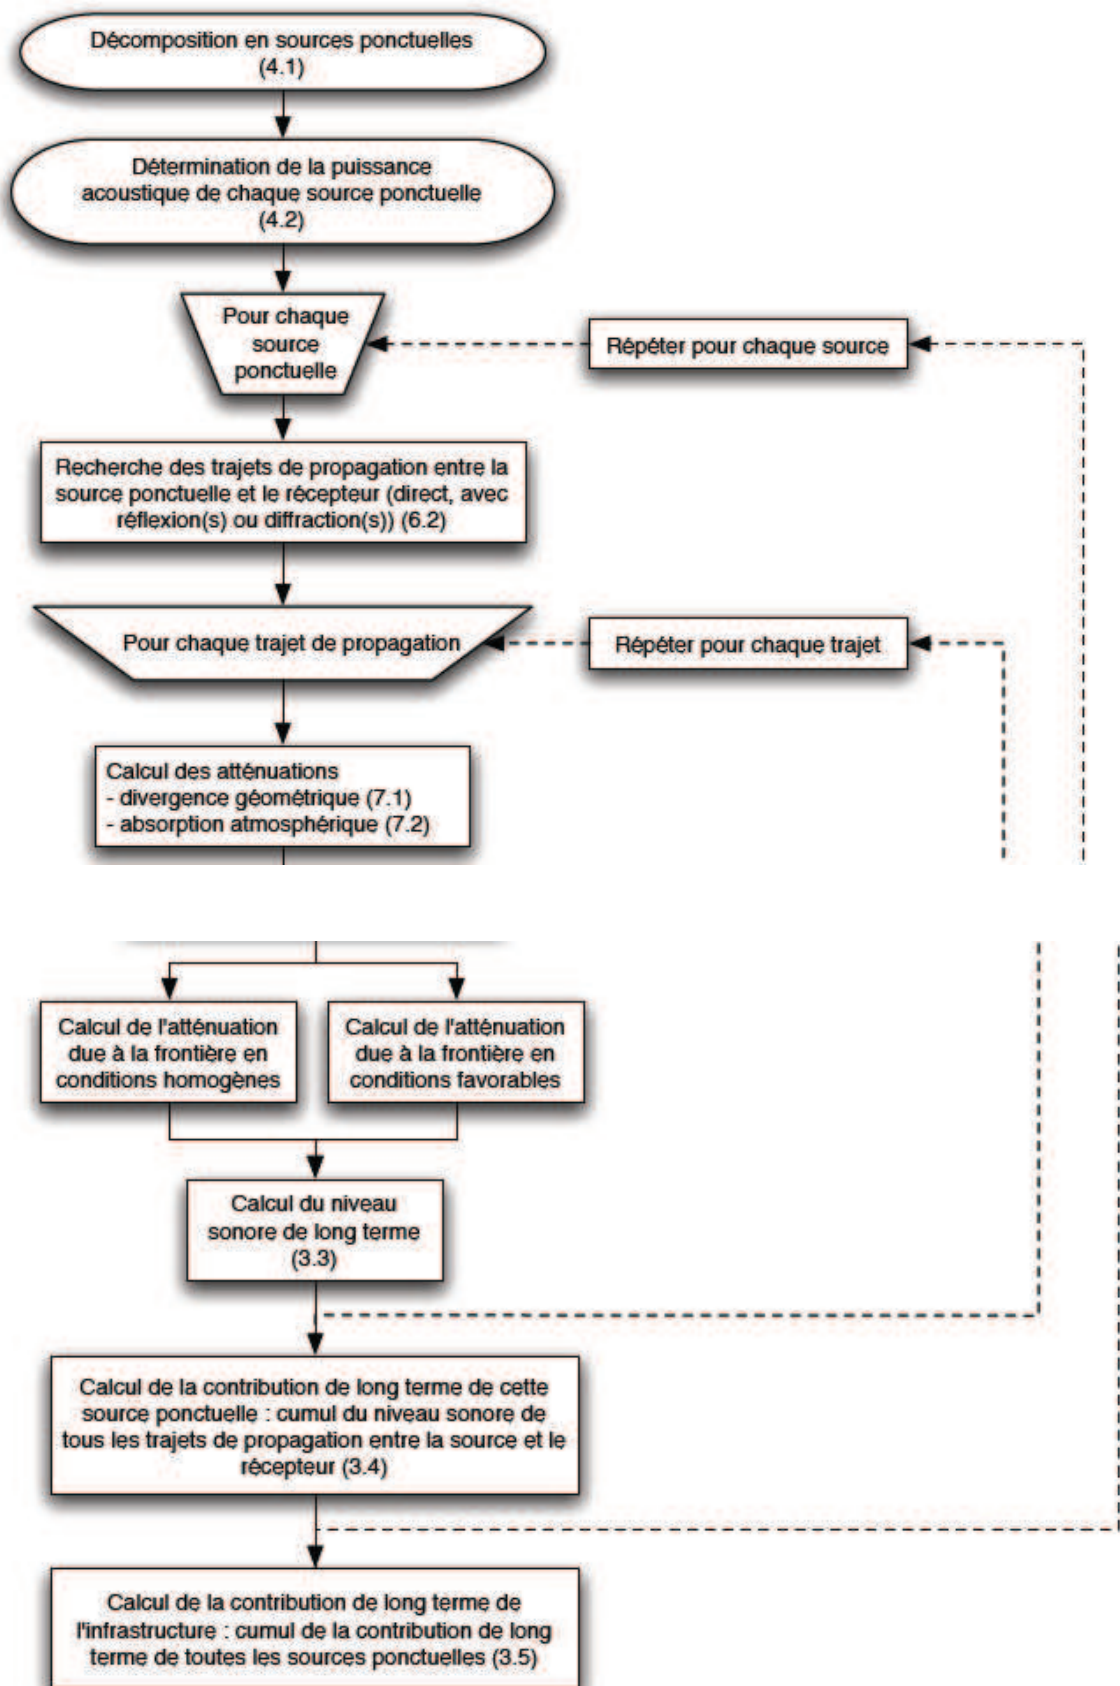 Décomposition en sources ponctuelles
(4.1)
Détermination de la puissance
acoustique de chaque source ponctuelle
(4.2)
Pour chaque
source
ponctuelle
Répéter pour chaque source
Recherche des trajets de propagation entre la
source ponctuelle et le récepteur (direct, avec
réflexion(s) ou diffraction(s)) (6.2)
Pour chaque trajet de propagation
Répéter pour chaque trajet
Calcul des atténuations
- divergence géométrique (7.1)
- absorption atmosphérique (7.2)
Calcul de l'atténuation
due à la frontière en
conditions homogènes
Calcul de l'atténuation
due à la frontière en
conditions favorables
Calcul du niveau
sonore de long terme
(3.3)
Calcul de la contribution de long terme de cette
source ponctuelle : cumul du niveau sonore de
tous les trajets de propagation entre la source et le
récepteur (3.4)
Calcul de la contribution de long terme de
l'infrastructure : cumul de la contribution de long
terme de toutes les sources ponctuelles (3.5)